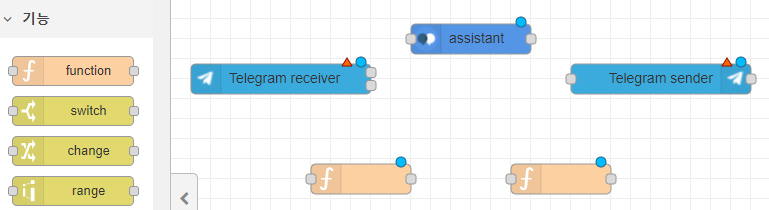 기능
function
switch
change
range
assistant
Telegram receiver
Telegram sender